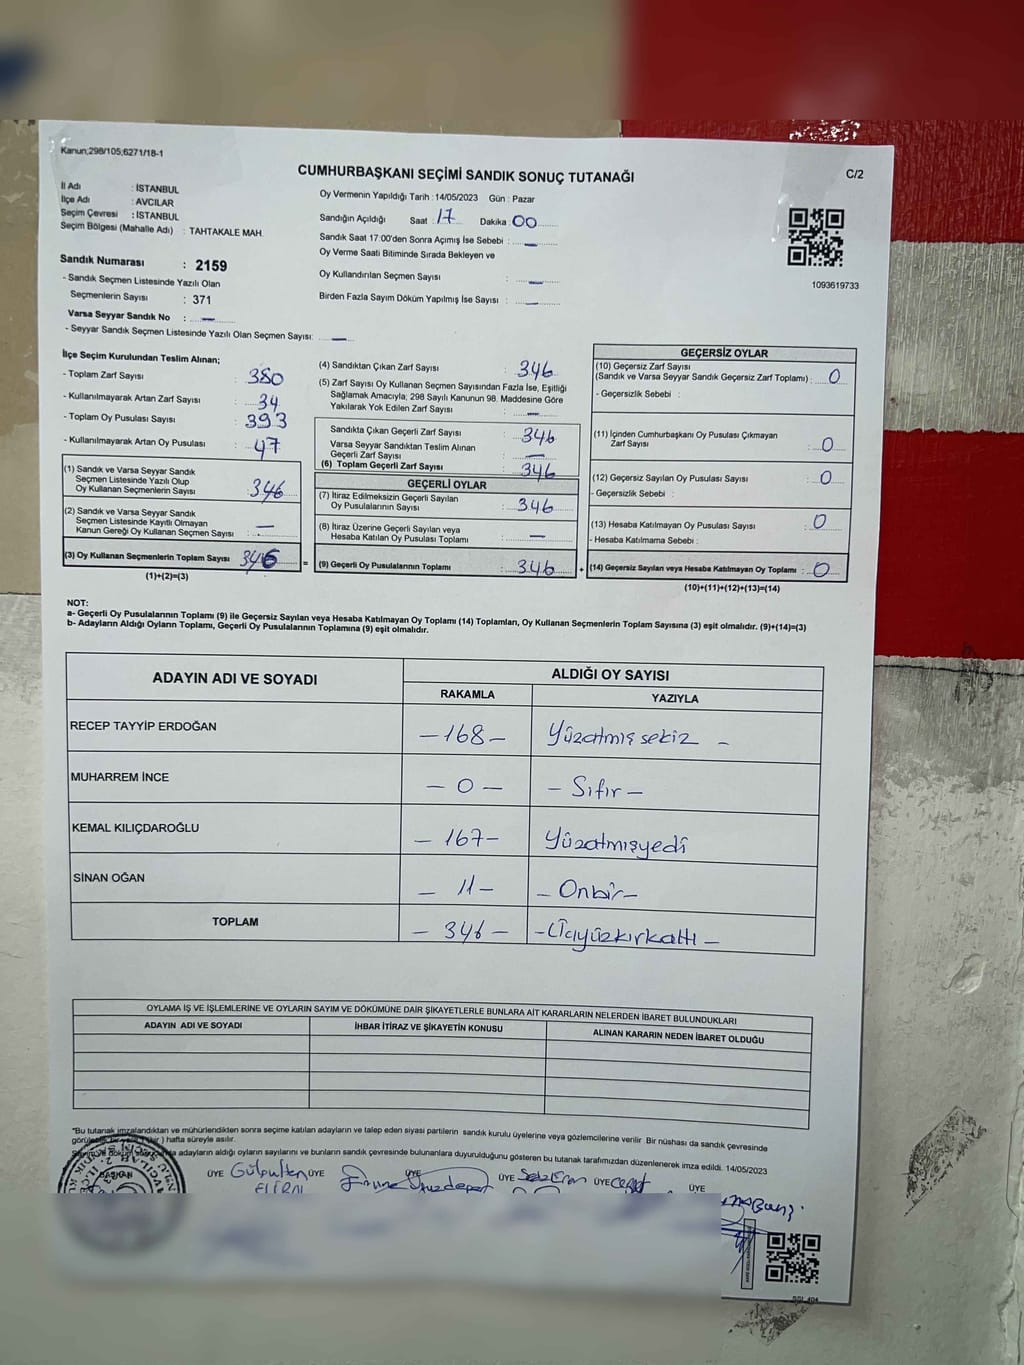 Kanun;298/105;6271/18-1
CUMHURBAŞKANI SEÇİMİ SANDIK SONUÇ TUTANAĞI
C/2
İl Adı : İSTANBUL
İlçe Adı : AVCILAR
Seçim Çevresi : İSTANBUL
Seçim Bölgesi (Mahalle Adı) : TAHTAKALE MAH.
Oy Vermenin Yapıldığı Tarih :14/05/2023 Gün : Pazar
Sandığın Açıldığı Saat : 17 Dakika : 00
Sandık Saat 17:00'den Sonra Açımış İse Sebebi : —
Oy Verme Saati Bitiminde Sırada Bekleyen ve
Oy Kullandırılan Seçmen Sayısı : —
Birden Fazla Sayım Döküm Yapılmış İse Sayısı : —
1093619733
Sandık Numarası : 2159
- Sandık Seçmen Listesinde Yazılı Olan
Seçmenlerin Sayısı : 371
Varsa Seyyar Sandık No : —
- Seyyar Sandık Seçmen Listesinde Yazılı Olan Seçmen Sayısı: —
İlçe Seçim Kurulundan Teslim Alınan;
- Toplam Zarf Sayısı : 380
- Kullanılmayarak Artan Zarf Sayısı : 34
- Toplam Oy Pusulası Sayısı : 393
- Kullanılmayarak Artan Oy Pusulası : 47
(1) Sandık ve Varsa Seyyar Sandık
Seçmen Listesinde Yazılı Olup
Oy Kullanan Seçmenlerin Sayısı : 346
(2) Sandık ve Varsa Seyyar Sandık
Seçmen Listesinde Kayıtlı Olmayan
Kanun Gereği Oy Kullanan Seçmen Sayısı : —
(3) Oy Kullanan Seçmenlerin Toplam Sayısı : 346
(1)+(2)=(3)
(4) Sandıktan Çıkan Zarf Sayısı : 346
(5) Zarf Sayısı Oy Kullanan Seçmen Sayısından Fazla İse, Eşitliği
Sağlamak Amacıyla; 298 Sayılı Kanunun 98. Maddesine Göre
Yakılarak Yok Edilen Zarf Sayısı : —
Sandıkta Çıkan Geçerli Zarf Sayısı : 346
Varsa Seyyar Sandıktan Teslim Alınan
Geçerli Zarf Sayısı : —
(6) Toplam Geçerli Zarf Sayısı : 346
GEÇERLİ OYLAR
(7) İtiraz Edilmeksizin Geçerli Sayılan
Oy Pusulalarının Sayısı : 346
(8) İtiraz Üzerine Geçerli Sayılan veya
Hesaba Katılan Oy Pusulası Toplamı : —
= (9) Geçerli Oy Pusulalarının Toplamı : 346 +
GEÇERSİZ OYLAR
(10) Geçersiz Zarf Sayısı
(Sandık ve Varsa Seyyar Sandık Geçersiz Zarf Toplamı) : 0
- Geçersizlik Sebebi :
(11) İçinden Cumhurbaşkanı Oy Pusulası Çıkmayan
Zarf Sayısı : 0
(12) Geçersiz Sayılan Oy Pusulası Sayısı : 0
- Geçersizlik Sebebi :
(13) Hesaba Katılmayan Oy Pusulası Sayısı : 0
- Hesaba Katılmama Sebebi :
(14) Geçersiz Sayılan veya Hesaba Katılmayan Oy Toplamı : 0
(10)+(11)+(12)+(13)=(14)
NOT:
a- Geçerli Oy Pusulalarının Toplamı (9) ile Geçersiz Sayılan veya Hesaba Katılmayan Oy Toplamı (14) Toplamları, Oy Kullanan Seçmenlerin Toplam Sayısına (3) eşit olmalıdır. (9)+(14)=(3)
b- Adayların Aldığı Oyların Toplamı, Geçerli Oy Pusulalarının Toplamına (9) eşit olmalıdır.
ADAYIN ADI VE SOYADI
ALDIĞI OY SAYISI
RAKAMLA YAZIYLA
RECEP TAYYİP ERDOĞAN —168— Yüzatmış sekiz —
MUHARREM İNCE — 0 — — Sıfır —
KEMAL KILIÇDAROĞLU — 167— Yüzatmışyedi
SİNAN OĞAN — 11— — Onbir—
TOPLAM — 346 — —Üçyüzkırkaltı —
OYLAMA İŞ VE İŞLEMLERİNE VE OYLARIN SAYIM VE DÖKÜMÜNE DAİR ŞİKAYETLERLE BUNLARA AİT KARARLARIN NELERDEN İBARET BULUNDUKLARI
ADAYIN ADI VE SOYADI İHBAR İTİRAZ VE ŞİKAYETİN KONUSU ALINAN KARARIN NEDEN İBARET OLDUĞU
"Bu tutanak imzalandıktan ve mühürlendikten sonra seçime katılan adayların ve talep eden siyasi partilerin sandık kurulu üyelerine veya gözlemcilerine verilir. Bir nüshası da sandık çevresinde
hafta süreyle asılır.
adayların aldığı oyların sayılarını ve bunların sandık çevresinde bulunanlara duyurulduğunu gösteren bu tutanak tarafımızdan düzenlenerek imza edildi. 14/05/2023
BAŞKAN ÜYE Gülpulten ÜYE ÜYE ÜYE ÜYE ÜYE